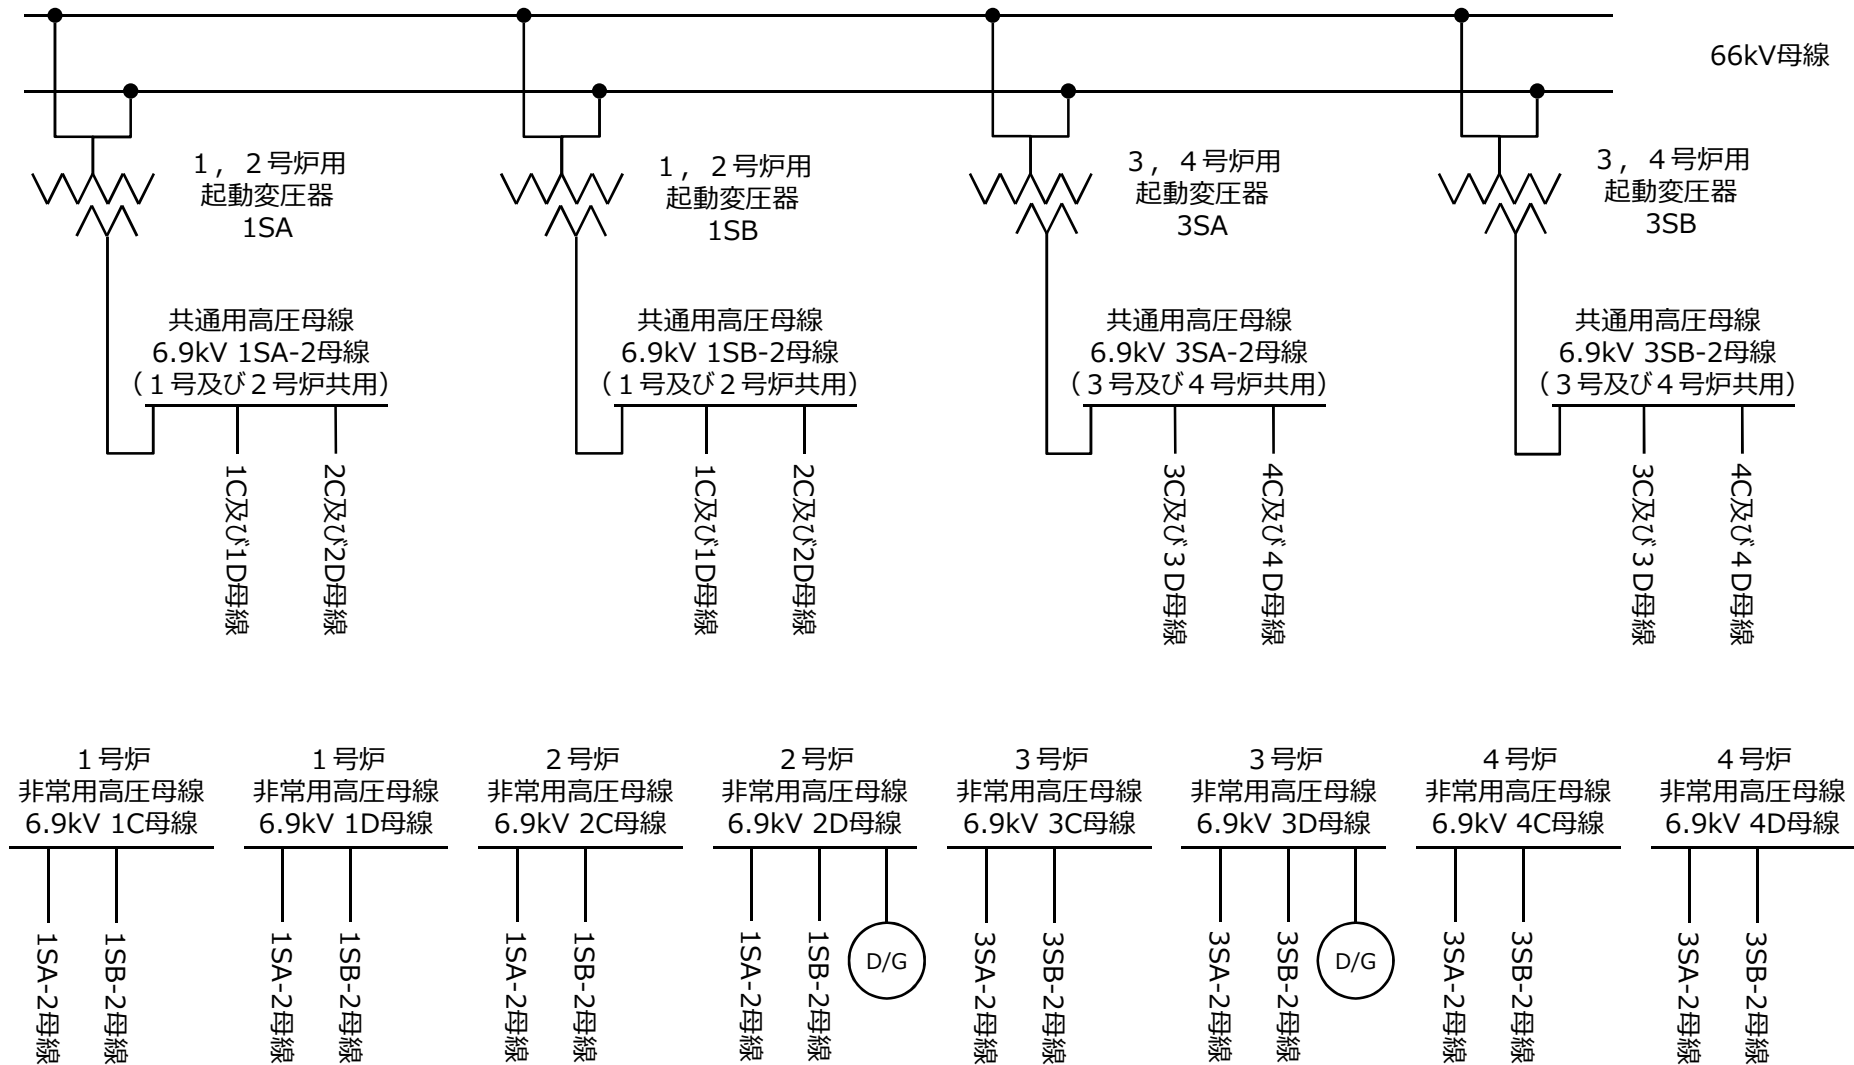 66kV母線
１，２号炉用
起動変圧器
1SA
１，２号炉用
起動変圧器
1SB
３，４号炉用
起動変圧器
3SA
３，４号炉用
起動変圧器
3SB
共通用高圧母線
6.9kV 1SA-2母線
（１号及び２号炉共用）
共通用高圧母線
6.9kV 1SB-2母線
（１号及び２号炉共用）
共通用高圧母線
6.9kV 3SA-2母線
（３号及び４号炉共用）
共通用高圧母線
6.9kV 3SB-2母線
（３号及び４号炉共用）
1C及び1D母線
2C及び2D母線
1C及び1D母線
2C及び2D母線
3C及び３D母線
4C及び４D母線
3C及び３D母線
4C及び４D母線
１号炉
非常用高圧母線
6.9kV 1C母線
１号炉
非常用高圧母線
6.9kV 1D母線
２号炉
非常用高圧母線
6.9kV 2C母線
２号炉
非常用高圧母線
6.9kV 2D母線
３号炉
非常用高圧母線
6.9kV 3C母線
３号炉
非常用高圧母線
6.9kV 3D母線
４号炉
非常用高圧母線
6.9kV 4C母線
４号炉
非常用高圧母線
6.9kV 4D母線
1SA-2母線
1SB-2母線
1SA-2母線
1SB-2母線
1SA-2母線
1SB-2母線
1SA-2母線
1SB-2母線
D/G
3SA-2母線
3SB-2母線
3SA-2母線
3SB-2母線
D/G
3SA-2母線
3SB-2母線
3SA-2母線
3SB-2母線